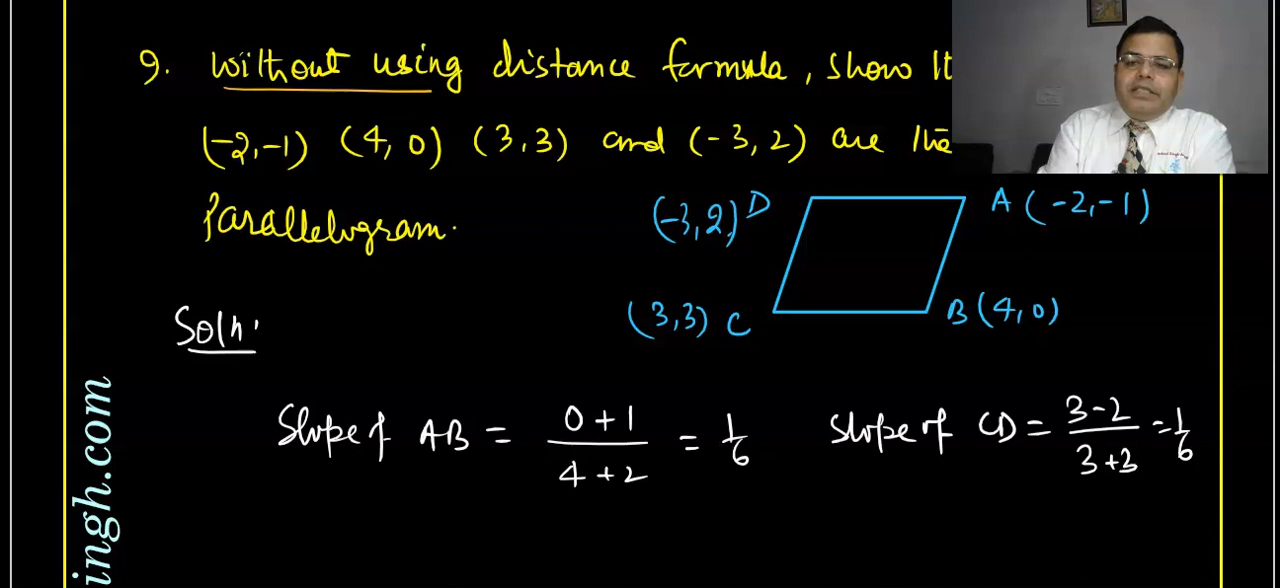 9. Without using distance formula, show
(-2,-1) (4, 0) (3, 3) and (-3, 2) are the
Parallelogram.
(-3, 2) D
A (-2, -1)
(3,3) C
B (4, 0)
Soln.
Slope of AB = 0+1 / 4+2 = 1/6
Slope of CD = 3-2 / 3+3 = 1/6
ingh.com